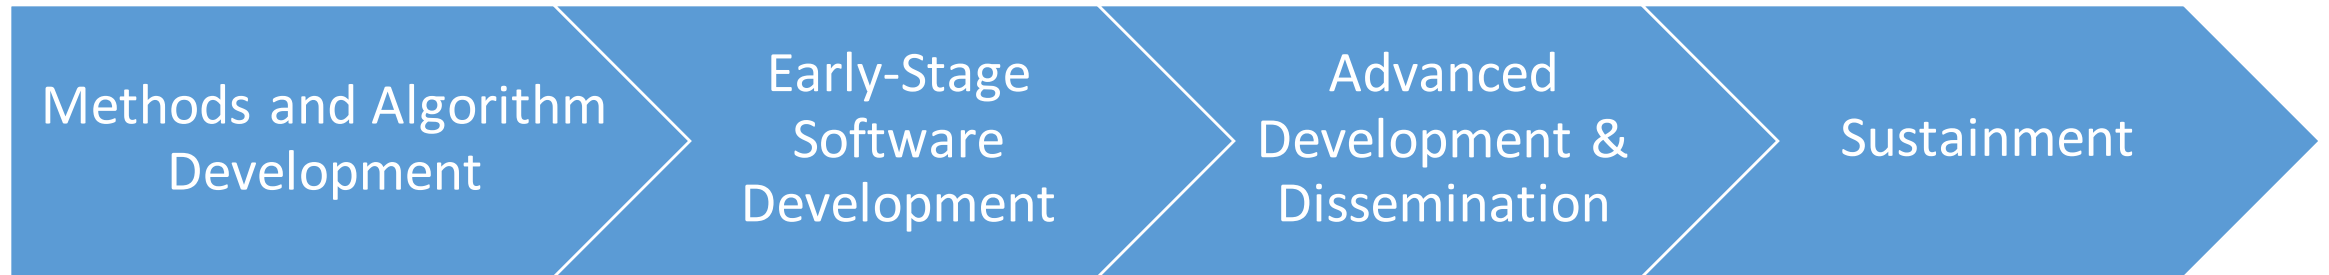 Methods and Algorithm
Development
Early-Stage
Software
Development
Advanced
Development &
Dissemination
Sustainment